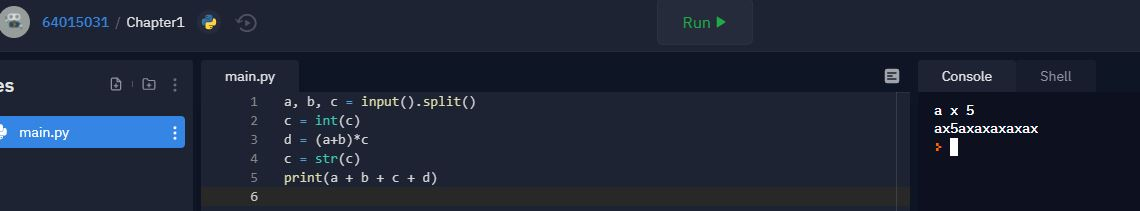 64015031 / Chapter1
Run
es
main.py
main.py
Console
Shell
1 a, b, c = input().split()
2 c = int(c)
3 d = (a+b)*c
4 c = str(c)
5 print(a + b + c + d)
6
a x 5
ax5axaxaxaxax